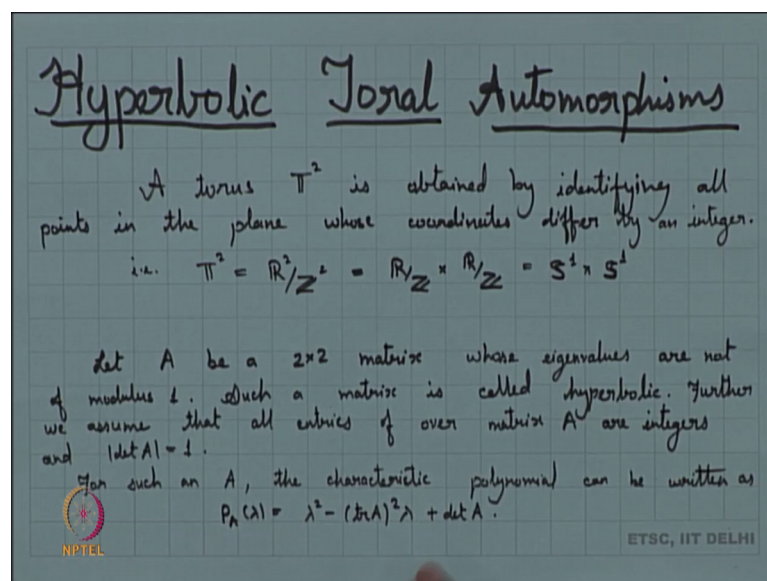 Hyperbolic Toral Automorphisms
A torus 𝕋² is obtained by identifying all
points in the plane whose coordinates differ by an integer.
i.e. 𝕋² = ℝ²/ℤ² = ℝ/ℤ × ℝ/ℤ = S¹ × S¹
Let A be a 2×2 matrix whose eigenvalues are not
of modulus 1. Such a matrix is called hyperbolic. Further
we assume that all entries of over matrix A are integers
and |det A| = 1.
For such an A, the characteristic polynomial can be written as
P_A(λ) = λ² - (tr A)²λ + det A.
NPTEL
ETSC, IIT DELHI